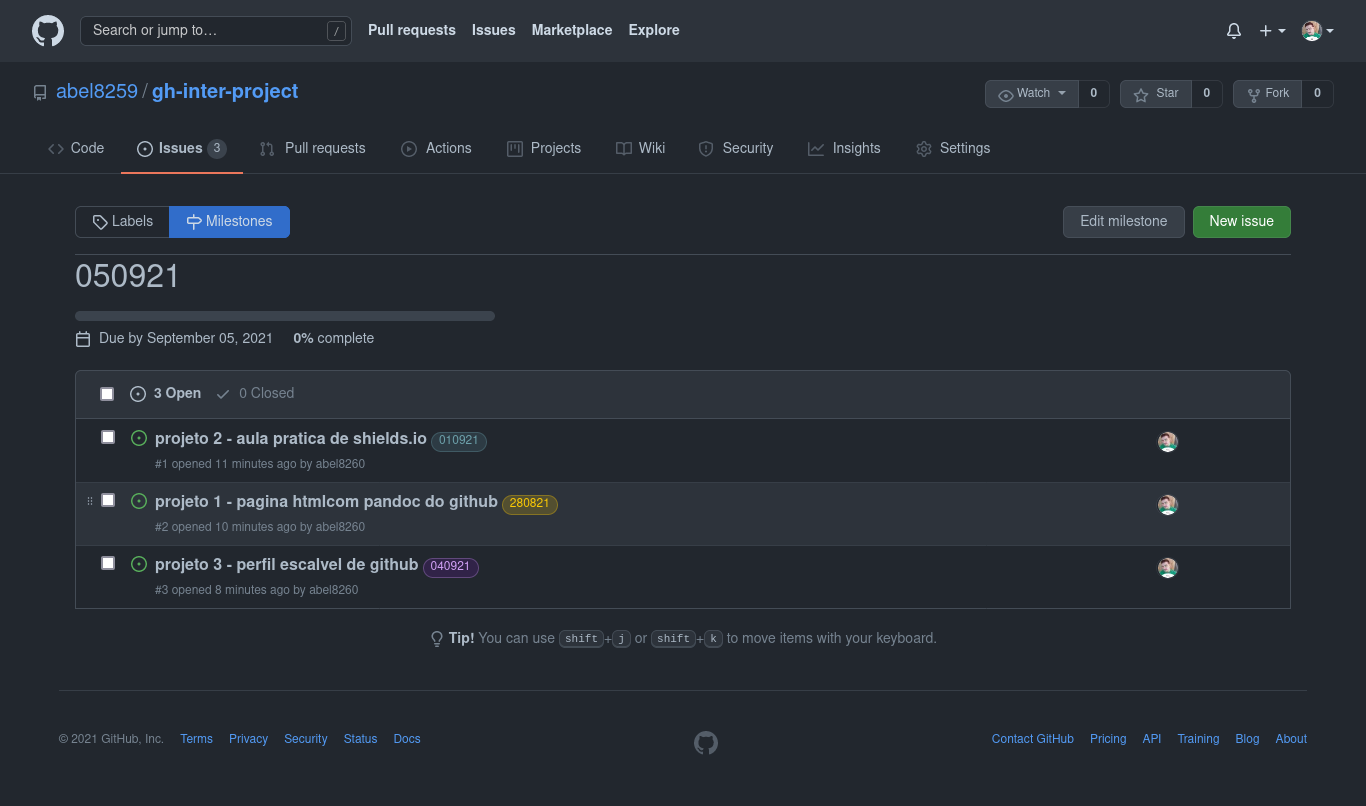 Search or jump to… /
Pull requests Issues Marketplace Explore
abel8259 / gh-inter-project
Watch 0 Star 0 Fork 0
Code Issues 3 Pull requests Actions Projects Wiki Security Insights Settings
Labels Milestones Edit milestone New issue
050921
Due by September 05, 2021 0% complete
3 Open 0 Closed
projeto 2 - aula pratica de shields.io 010921
#1 opened 11 minutes ago by abel8260
projeto 1 - pagina htmlcom pandoc do github 280821
#2 opened 10 minutes ago by abel8260
projeto 3 - perfil escalvel de github 040921
#3 opened 8 minutes ago by abel8260
Tip! You can use shift+j or shift+k to move items with your keyboard.
© 2021 GitHub, Inc. Terms Privacy Security Status Docs Contact GitHub Pricing API Training Blog About